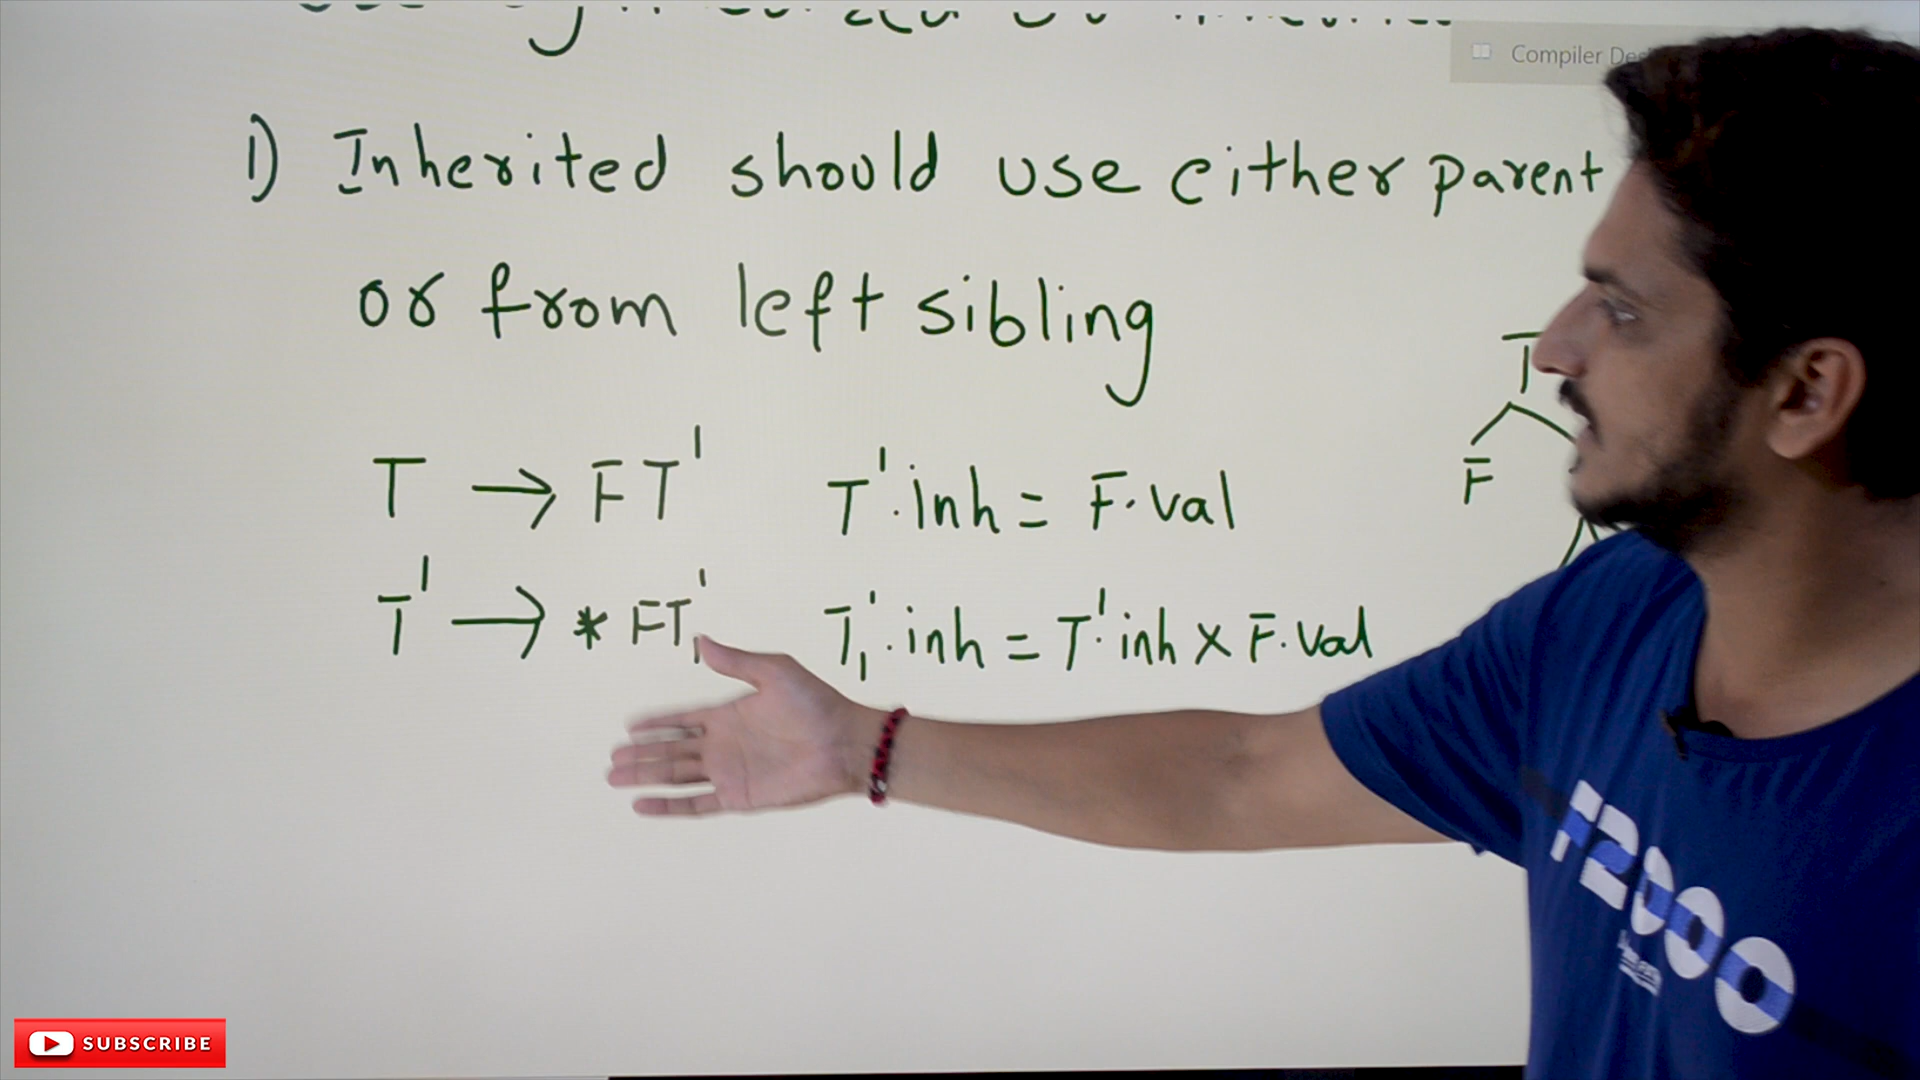 Compiler
1) Inherited should use either parent
or from left sibling
T → FT' T'.inh = F.val
T' → * FT₁' T₁'.inh = T'.inh × F.val
T
F
SUBSCRIBE